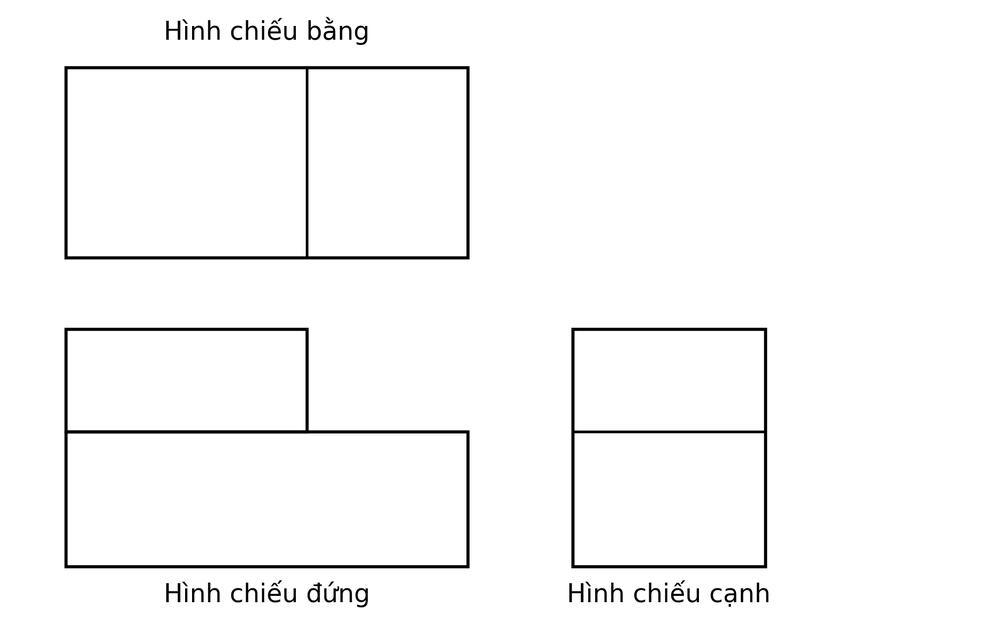 Hình chiếu bằng
Hình chiếu đứng
Hình chiếu cạnh